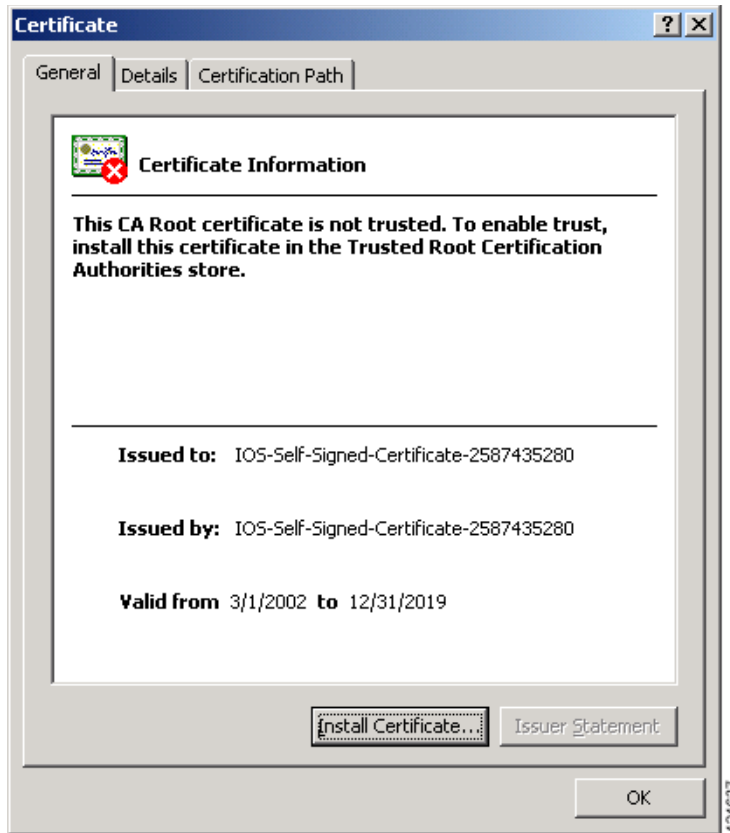 Certificate
General
Details
Certification Path
Certificate Information
This CA Root certificate is not trusted. To enable trust,
install this certificate in the Trusted Root Certification
Authorities store.
Issued to: IOS-Self-Signed-Certificate-2587435280
Issued by: IOS-Self-Signed-Certificate-2587435280
Valid from 3/1/2002 to 12/31/2019
Install Certificate...
Issuer Statement
OK